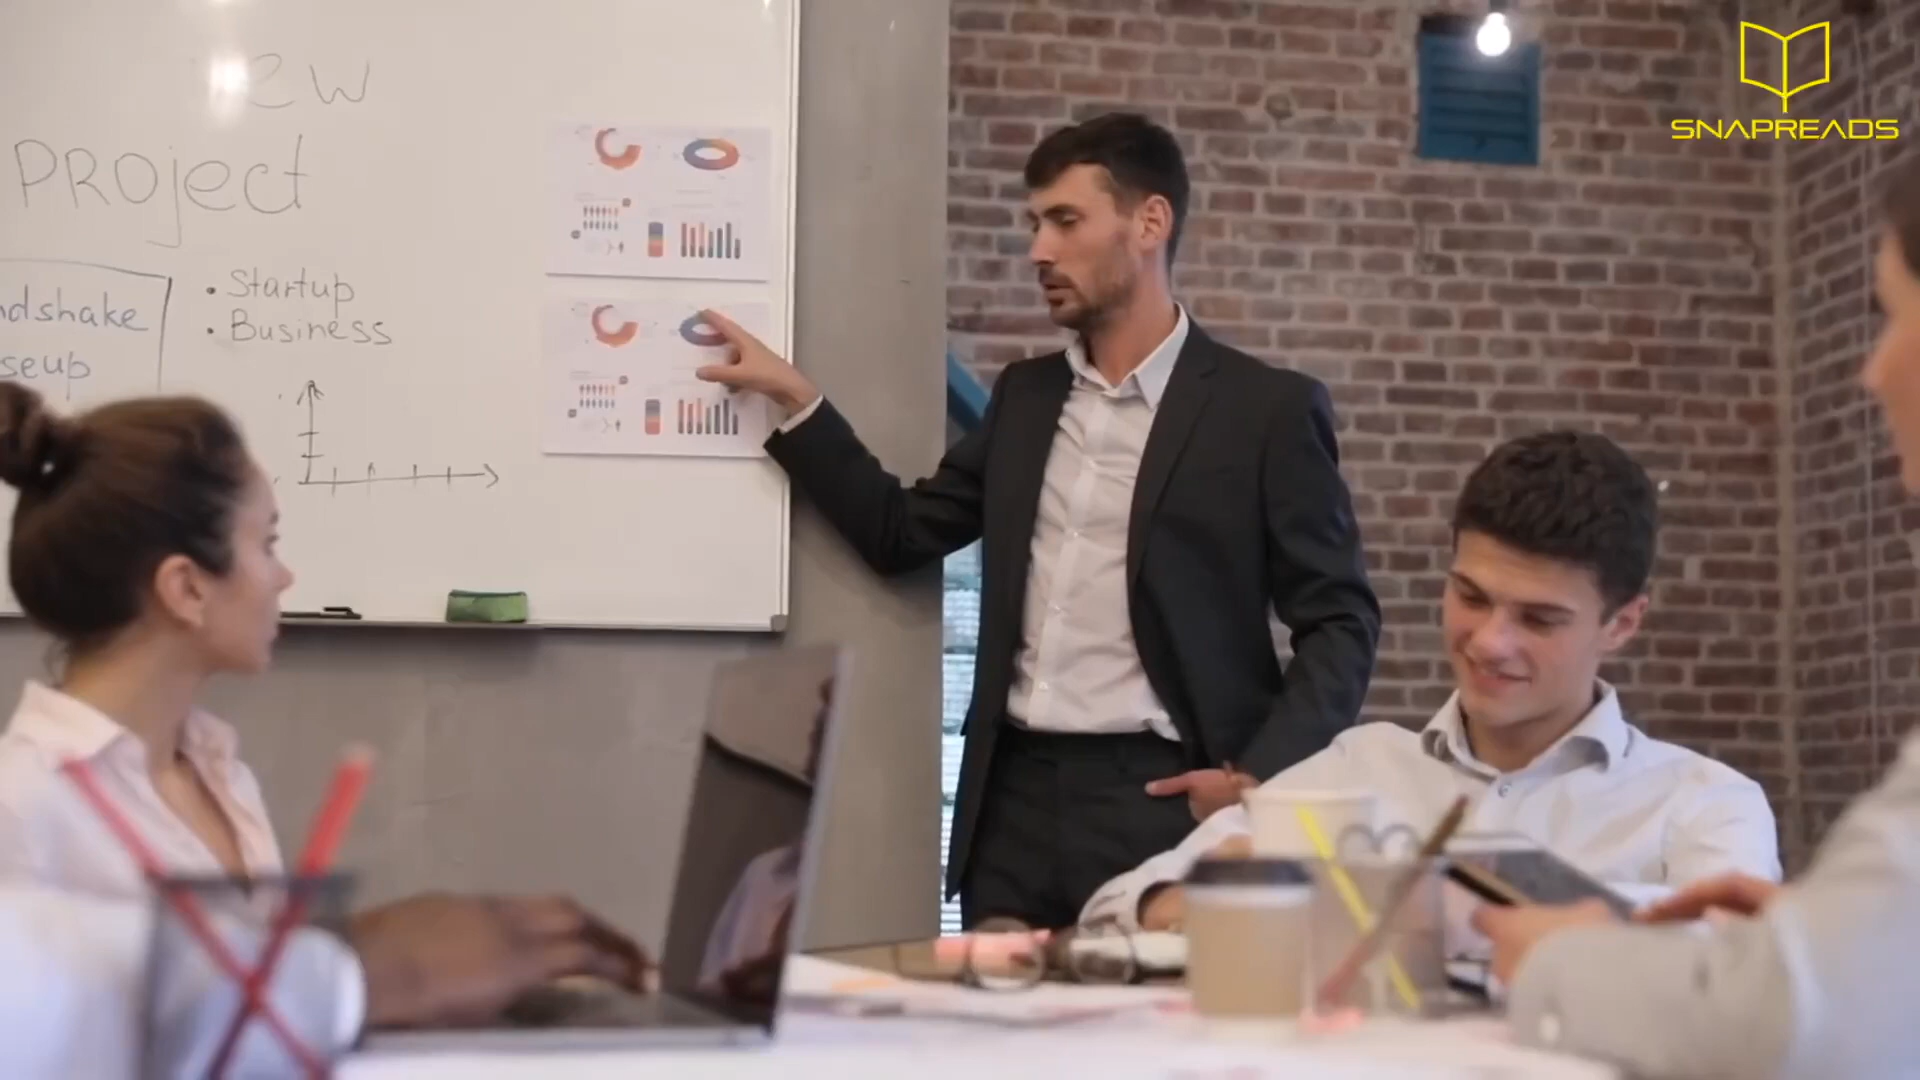 ew
PROject
ndshake
seup
• Startup
• Business
SNAPREADS